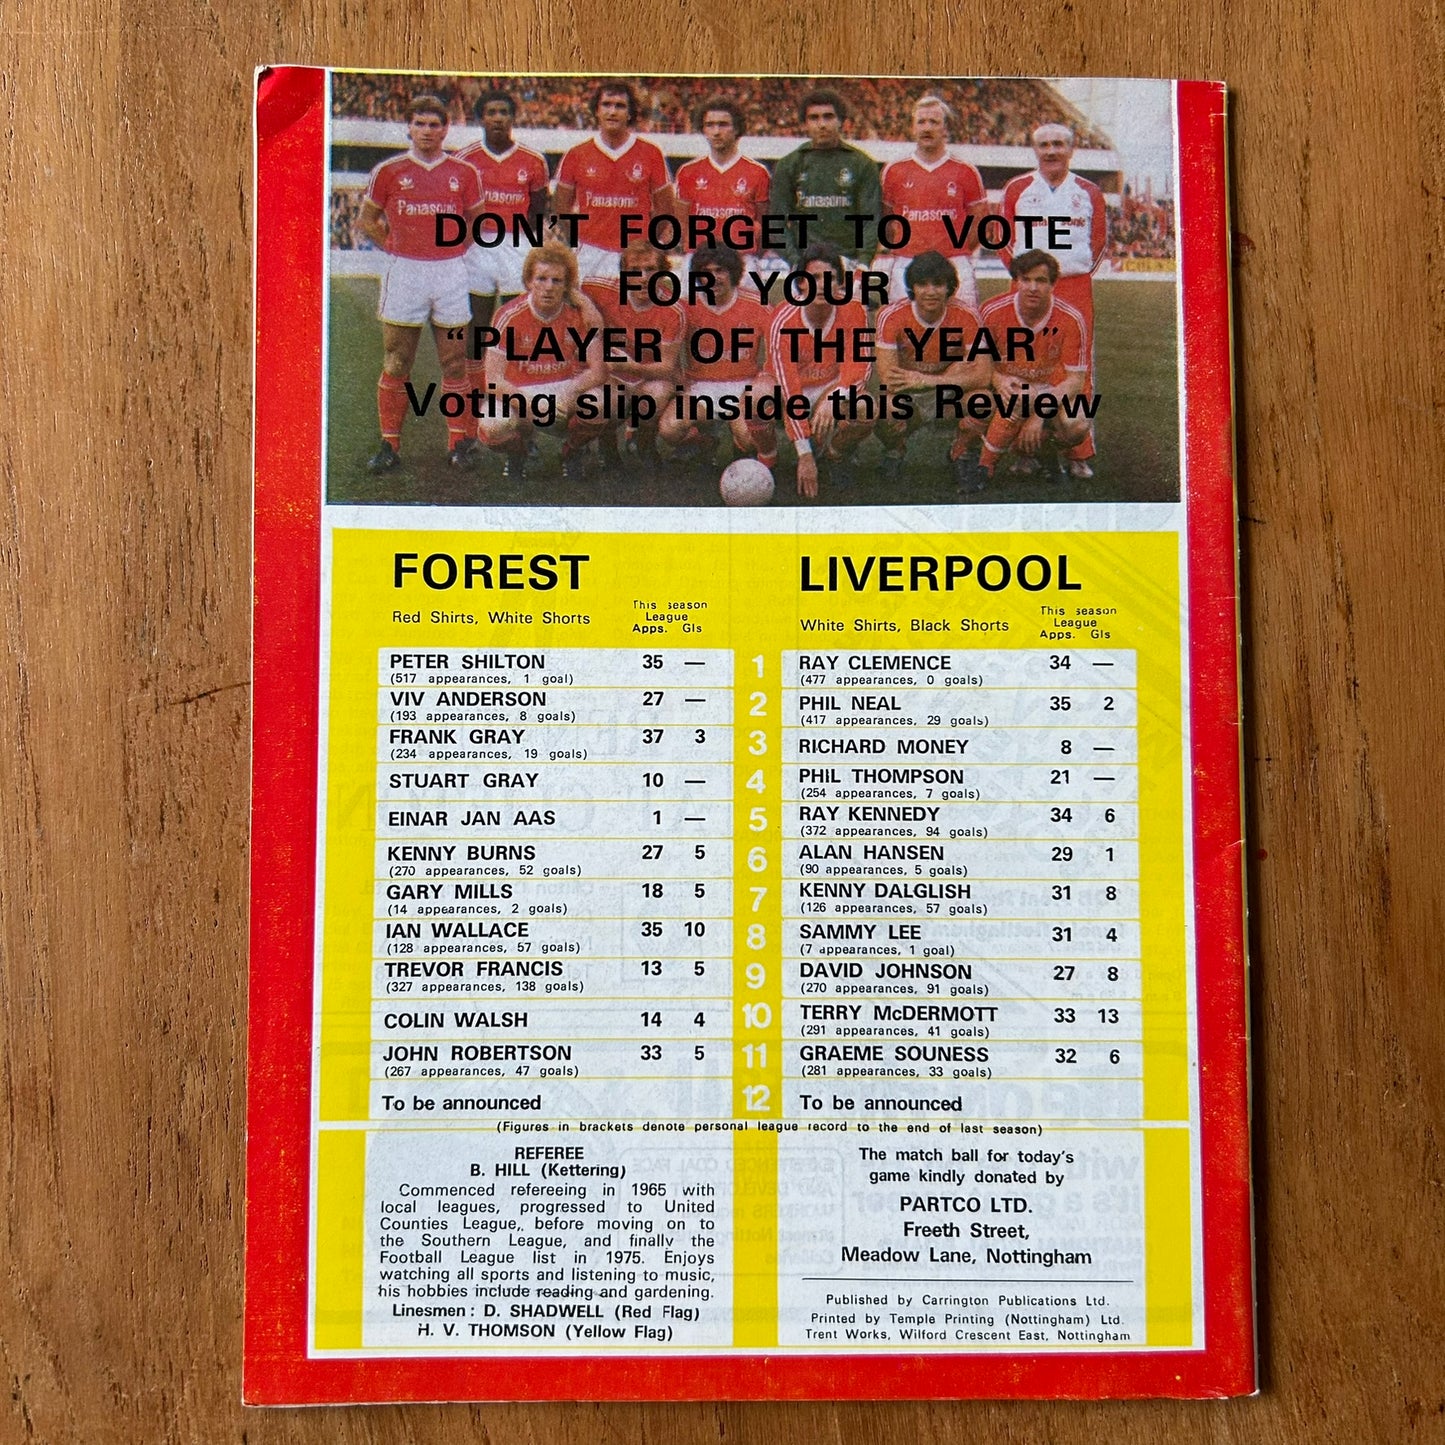 Panasonic
Panasonic
Panasonic
Panasonic
Panasonic
DON'T FORGET TO VOTE
FOR YOUR
“PLAYER OF THE YEAR”
Voting slip inside this Review
FOREST
Red Shirts, White Shorts
This season
League
Apps. Gls
PETER SHILTON 35 —
(517 appearances, 1 goal)
VIV ANDERSON 27 —
(193 appearances, 8 goals)
FRANK GRAY 37 3
(234 appearances, 19 goals)
STUART GRAY 10 —
EINAR JAN AAS 1 —
KENNY BURNS 27 5
(270 appearances, 52 goals)
GARY MILLS 18 5
(14 appearances, 2 goals)
IAN WALLACE 35 10
(128 appearances, 57 goals)
TREVOR FRANCIS 13 5
(327 appearances, 138 goals)
COLIN WALSH 14 4
JOHN ROBERTSON 33 5
(267 appearances, 47 goals)
To be announced
1
2
3
4
5
6
7
8
9
10
11
12
LIVERPOOL
White Shirts, Black Shorts
This season
League
Apps. Gls
RAY CLEMENCE 34 —
(477 appearances, 0 goals)
PHIL NEAL 35 2
(417 appearances, 29 goals)
RICHARD MONEY 8 —
PHIL THOMPSON 21 —
(254 appearances, 7 goals)
RAY KENNEDY 34 6
(372 appearances, 94 goals)
ALAN HANSEN 29 1
(90 appearances, 5 goals)
KENNY DALGLISH 31 8
(126 appearances, 57 goals)
SAMMY LEE 31 4
(7 appearances, 1 goal)
DAVID JOHNSON 27 8
(270 appearances, 91 goals)
TERRY McDERMOTT 33 13
(291 appearances, 41 goals)
GRAEME SOUNESS 32 6
(281 appearances, 33 goals)
To be announced
(Figures in brackets denote personal league record to the end of last season)
REFEREE
B. HILL (Kettering)
Commenced refereeing in 1965 with
local leagues, progressed to United
Counties League, before moving on to
the Southern League, and finally the
Football League list in 1975. Enjoys
watching all sports and listening to music,
his hobbies include reading and gardening.
Linesmen : D. SHADWELL (Red Flag)
H. V. THOMSON (Yellow Flag)
The match ball for today's
game kindly donated by
PARTCO LTD.
Freeth Street,
Meadow Lane, Nottingham
Published by Carrington Publications Ltd.
Printed by Temple Printing (Nottingham) Ltd.
Trent Works, Wilford Crescent East, Nottingham